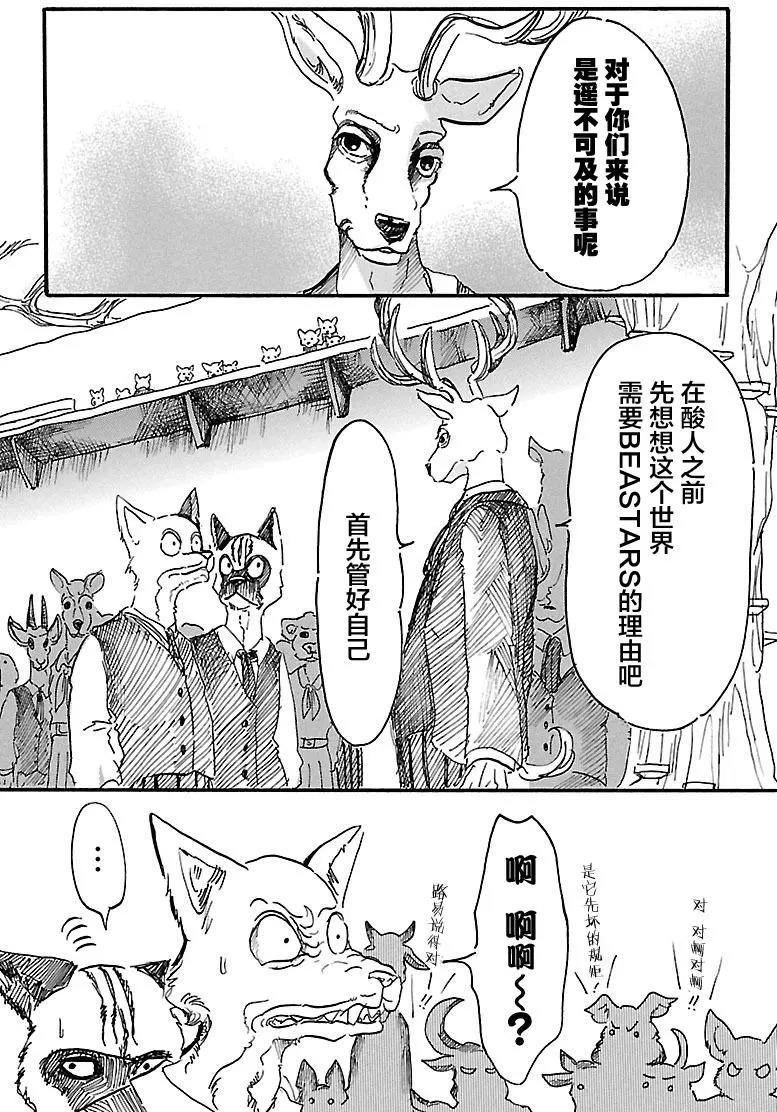 对于你们来说
是遥不可及的事呢
在酸人之前
先想想这个世界
需要BEASTARS的理由吧
首先管好自己
对 对啊对啊!!
是它先坏的规矩
啊 啊啊啊啊～?
路易说得对!!
…